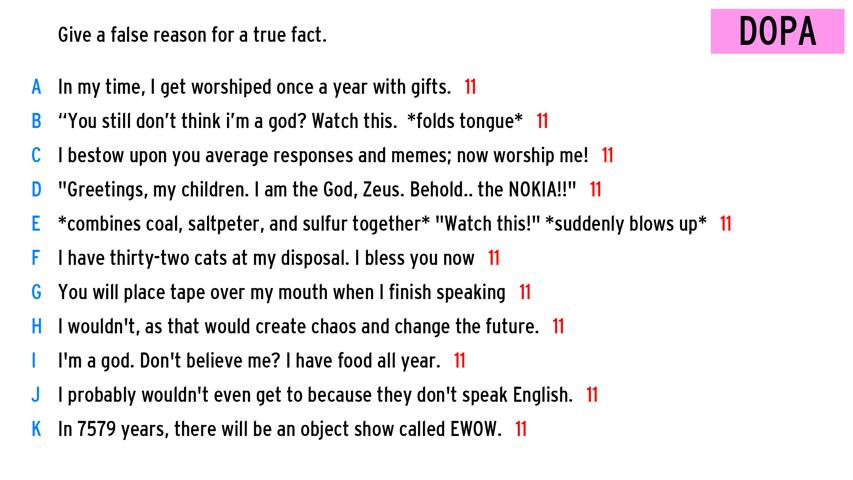 Give a false reason for a true fact.
DOPA
A In my time, I get worshiped once a year with gifts. 11
B “You still don’t think i’m a god? Watch this. *folds tongue* 11
C I bestow upon you average responses and memes; now worship me! 11
D "Greetings, my children. I am the God, Zeus. Behold.. the NOKIA!!" 11
E *combines coal, saltpeter, and sulfur together* "Watch this!" *suddenly blows up* 11
F I have thirty-two cats at my disposal. I bless you now 11
G You will place tape over my mouth when I finish speaking 11
H I wouldn't, as that would create chaos and change the future. 11
I I'm a god. Don't believe me? I have food all year. 11
J I probably wouldn't even get to because they don't speak English. 11
K In 7579 years, there will be an object show called EWOW. 11